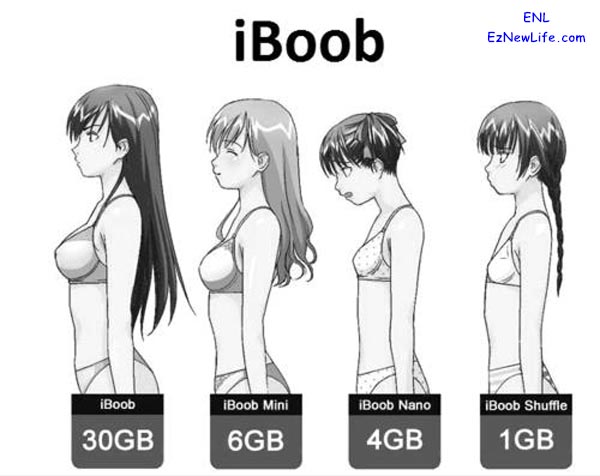 ENL
EzNewLife.com
iBoob
iBoob
30GB
iBoob Mini
6GB
iBoob Nano
4GB
iBoob Shuffle
1GB